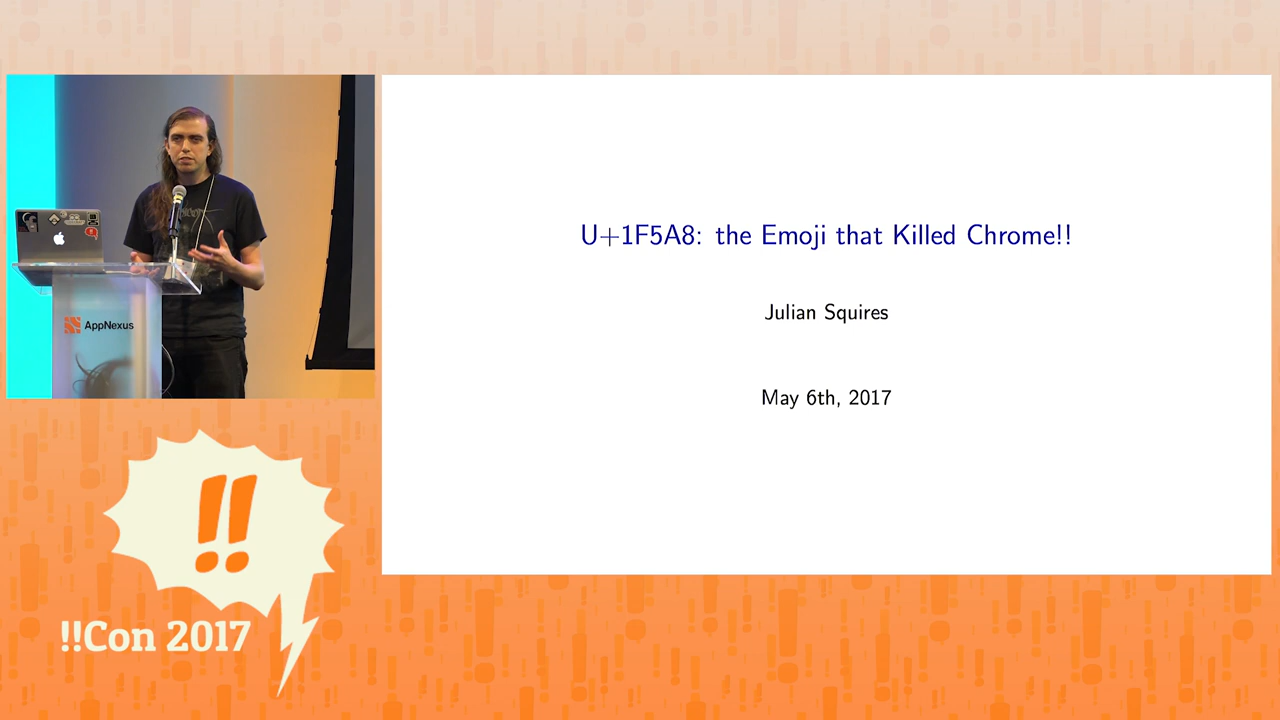 AppNexus
U+1F5A8: the Emoji that Killed Chrome!!
Julian Squires
May 6th, 2017
!!
!!Con 2017